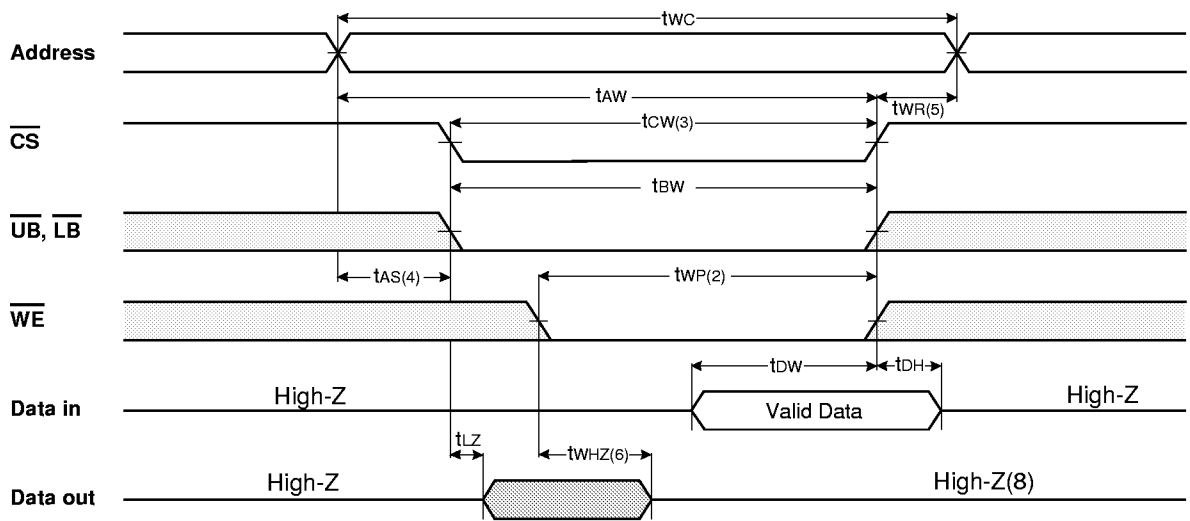 tWC
Address
tAW
tWR(5)
CS
tCW(3)
tBW
UB, LB
tAS(4)
tWP(2)
WE
tDW
tDH
Data in
High-Z
Valid Data
High-Z
tLZ
tWHZ(6)
Data out
High-Z
High-Z(8)